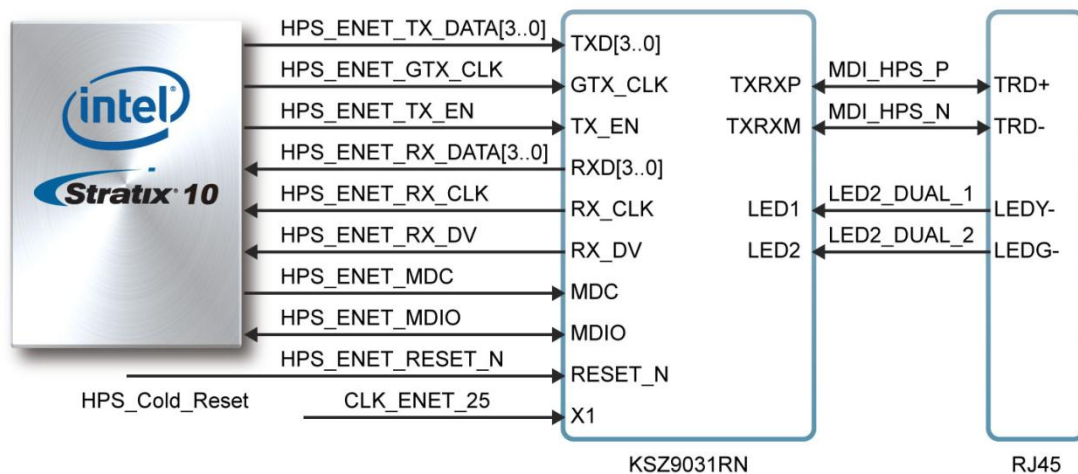 HPS_ENET_TX_DATA[3..0]
TXD[3..0]
HPS_ENET_GTX_CLK
GTX_CLK
TXRXP
MDI_HPS_P
TRD+
HPS_ENET_TX_EN
TX_EN
TXRXM
MDI_HPS_N
TRD-
HPS_ENET_RX_DATA[3..0]
RXD[3..0]
intel
Stratix® 10
HPS_ENET_RX_CLK
RX_CLK
LED1
LED2_DUAL_1
LEDY-
HPS_ENET_RX_DV
RX_DV
LED2
LED2_DUAL_2
LEDG-
HPS_ENET_MDC
MDC
HPS_ENET_MDIO
MDIO
HPS_ENET_RESET_N
RESET_N
HPS_Cold_Reset
CLK_ENET_25
X1
KSZ9031RN
RJ45